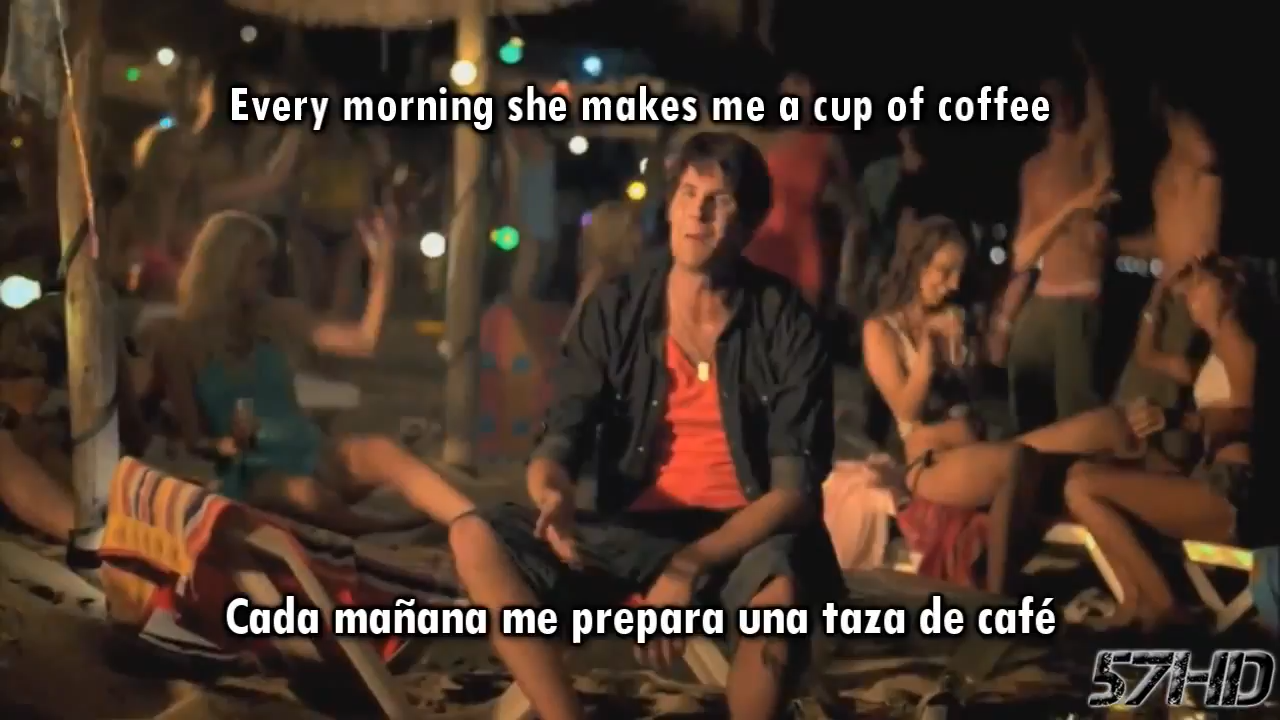 Every morning she makes me a cup of coffee
Cada mañana me prepara una taza de café
57HD